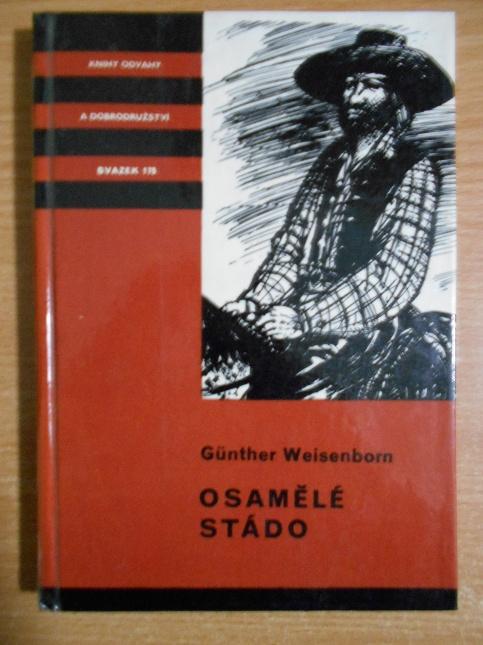 KNIHY ODVAHY
A DOBRODRUŽSTVÍ
SVAZEK 175
Günther Weisenborn
OSAMĚLÉ
STÁDO